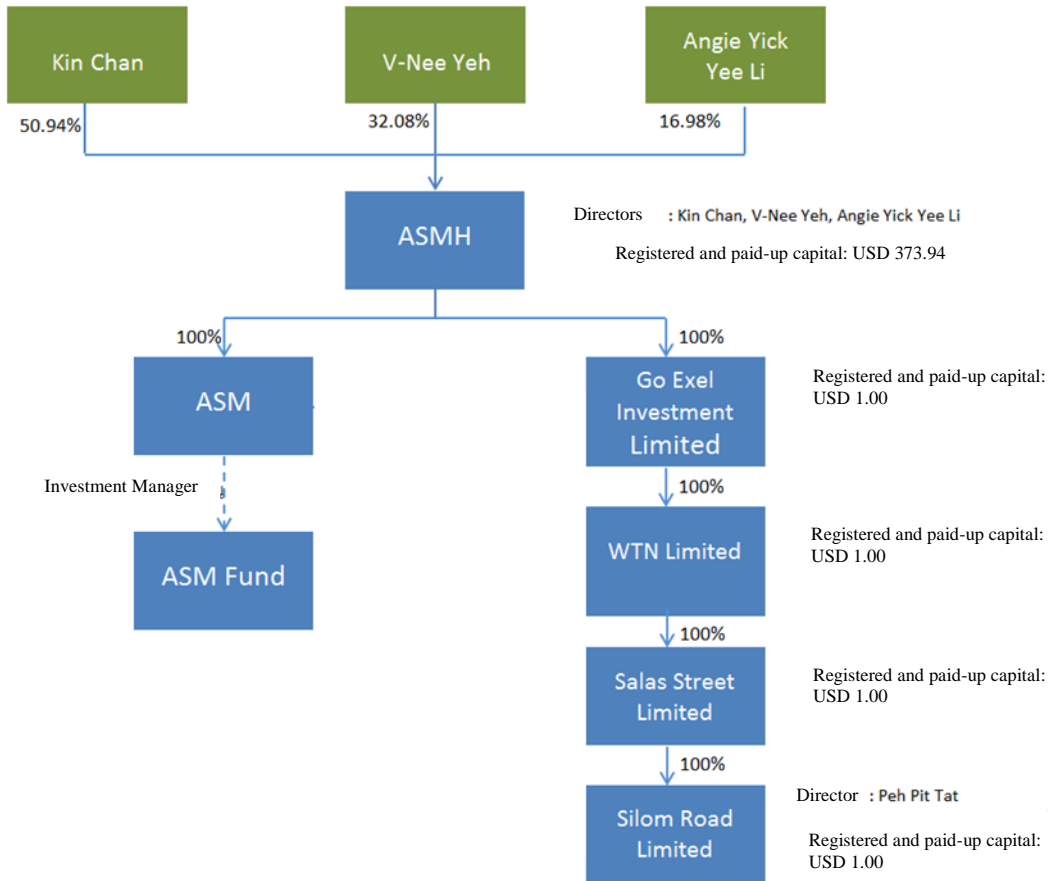 Kin Chan
V-Nee Yeh
Angie Yick
Yee Li
50.94%
32.08%
16.98%
ASMH
Directors : Kin Chan, V-Nee Yeh, Angie Yick Yee Li
Registered and paid-up capital: USD 373.94
100%
100%
ASM
Go Exel
Investment
Limited
Registered and paid-up capital:
USD 1.00
Investment Manager
100%
ASM Fund
WTN Limited
Registered and paid-up capital:
USD 1.00
100%
Salas Street
Limited
Registered and paid-up capital:
USD 1.00
100%
Silom Road
Limited
Director : Peh Pit Tat
Registered and paid-up capital:
USD 1.00